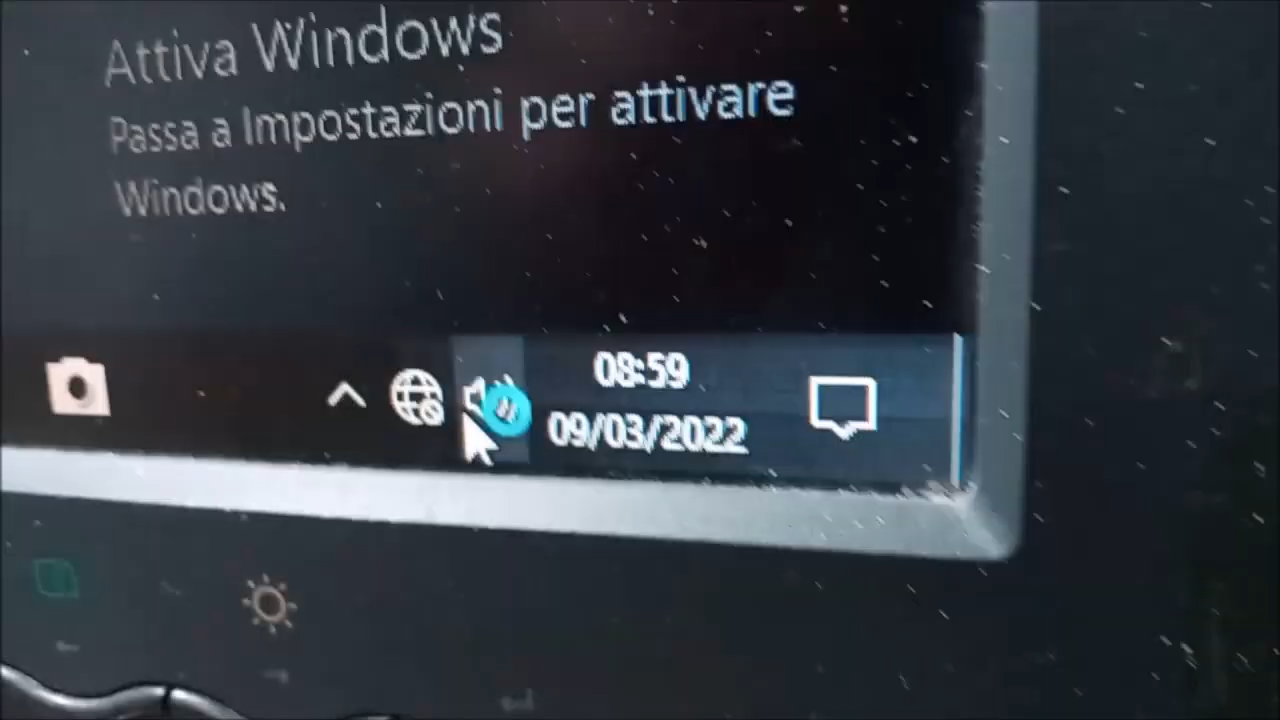 Attiva Windows
Passa a Impostazioni per attivare
Windows.
08:59
09/03/2022